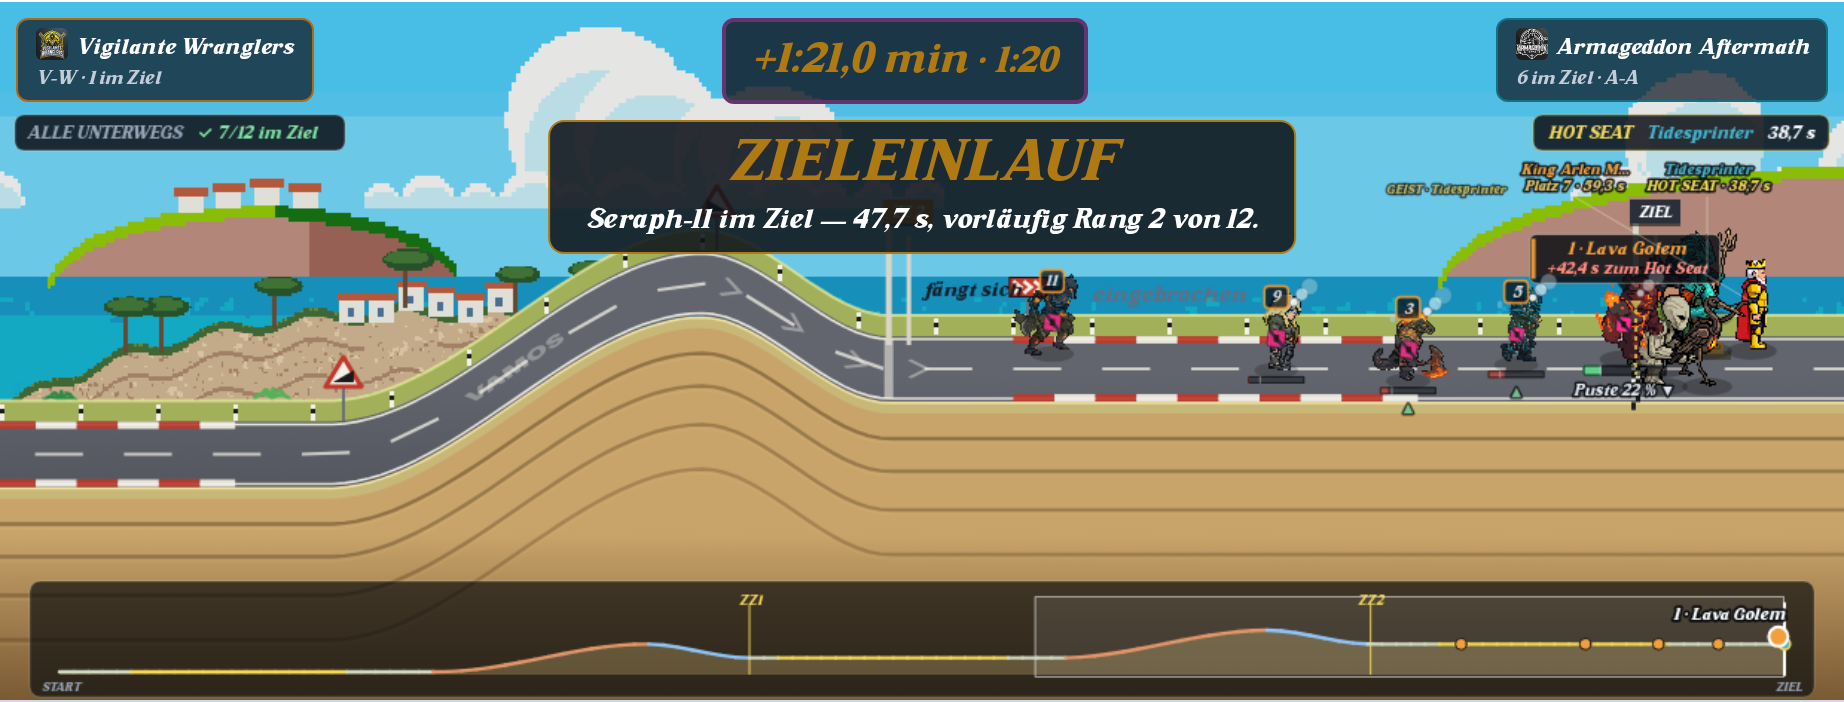 Vigilante Wranglers
V-W · 1 im Ziel
+1:21,0 min · 1:20
Armageddon Aftermath
6 im Ziel · A-A
ALLE UNTERWEGS ✓ 7/12 im Ziel
HOT SEAT Tidesprinter 38,7 s
ZIELEINLAUF
Seraph-II im Ziel — 47,7 s, vorläufig Rang 2 von 12.
King Arlen M...
Platz 7 · 59,3 s
Tidesprinter
HOT SEAT · 38,7 s
GEIST · Tidesprinter
ZIEL
1 · Lava Golem
+42,4 s zum Hot Seat
fängt sich
11
eingebrochen
9
3
5
VAMOS
Puste 22 % ▼
ZZ1
ZZ2
1 · Lava Golem
START
ZIEL